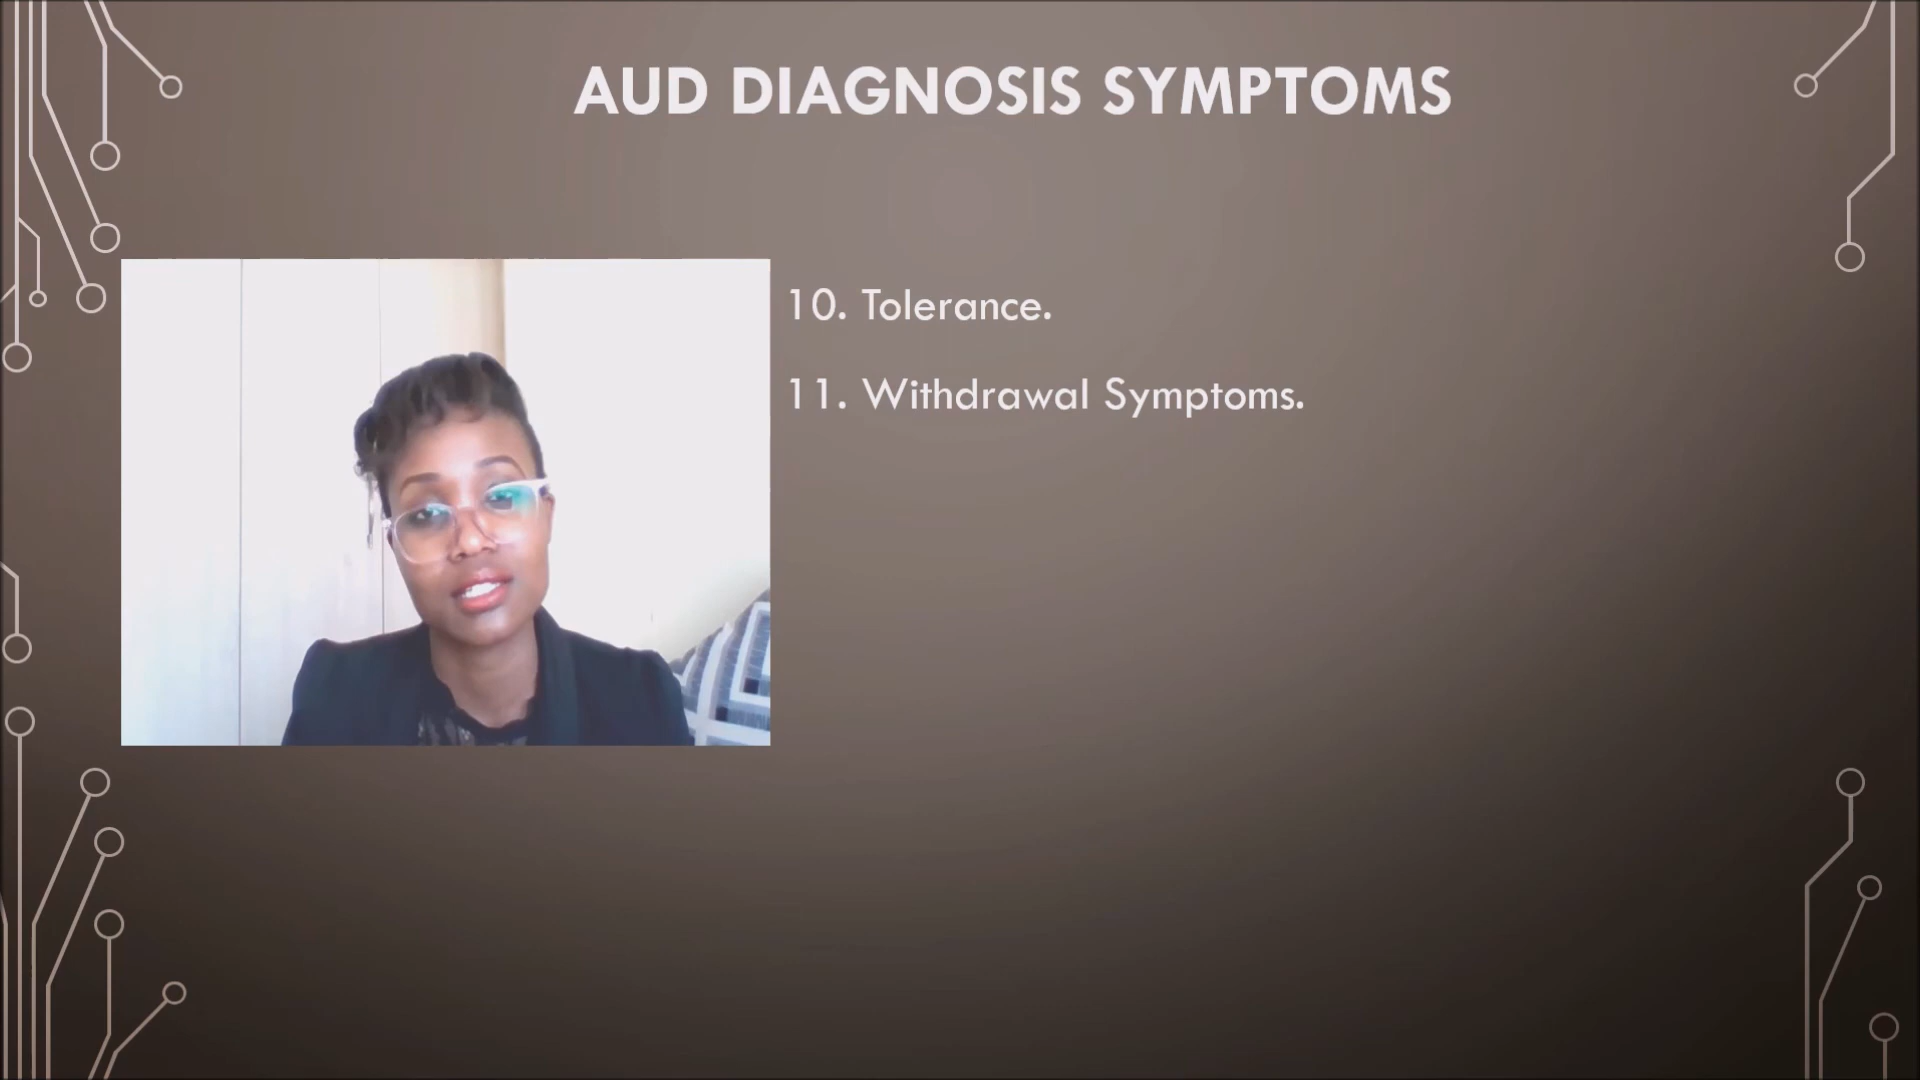 AUD DIAGNOSIS SYMPTOMS
10. Tolerance.
11. Withdrawal Symptoms.